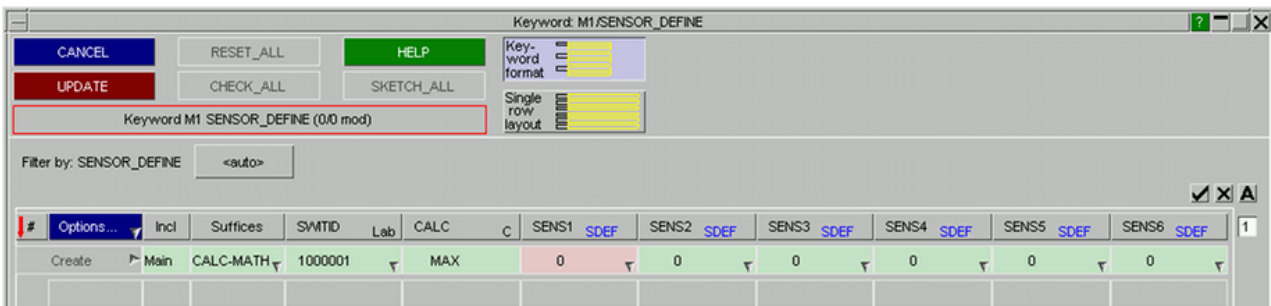 Keyword: M1/SENSOR_DEFINE
?
CANCEL RESET_ALL HELP
Key-
word
format
UPDATE CHECK_ALL SKETCH_ALL
Single
row
layout
Keyword M1 SENSOR_DEFINE (0/0 mod)
Filter by: SENSOR_DEFINE <auto>
A
# Options... Incl Suffices SWITID Lab CALC C SENS1 SDEF SENS2 SDEF SENS3 SDEF SENS4 SDEF SENS5 SDEF SENS6 SDEF 1
Create Main CALC-MATH 1000001 MAX 0 0 0 0 0 0